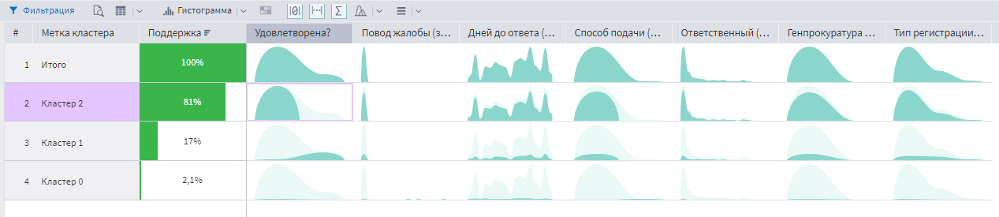 Фильтрация Гистограмма
# Метка кластера Поддержка Удовлетворена? Повод жалобы (з... Дней до ответа (... Способ подачи (... Ответственный (... Генпрокуратура ... Тип регистрации...
1 Итого 100%
2 Кластер 2 81%
3 Кластер 1 17%
4 Кластер 0 2,1%